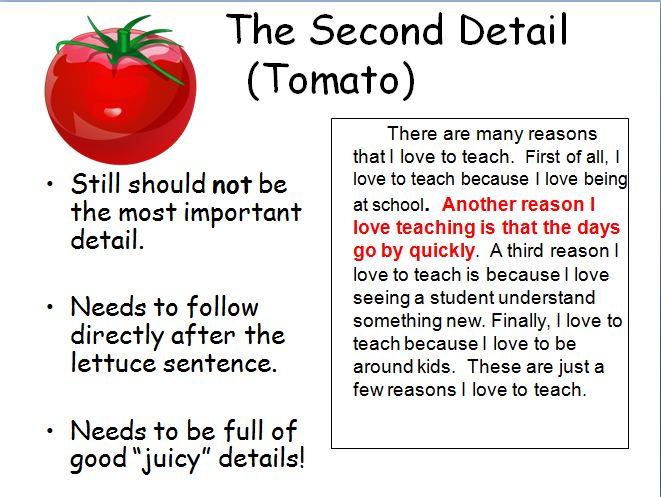 The Second Detail
(Tomato)
• Still should not be
the most important
detail.
• Needs to follow
directly after the
lettuce sentence.
• Needs to be full of
good “juicy” details!
There are many reasons
that I love to teach.  First of all, I
love to teach because I love being
at school.  Another reason I
love teaching is that the days
go by quickly.  A third reason I
love to teach is because I love
seeing a student understand
something new. Finally, I love to
teach because I love to be
around kids.  These are just a
few reasons I love to teach.